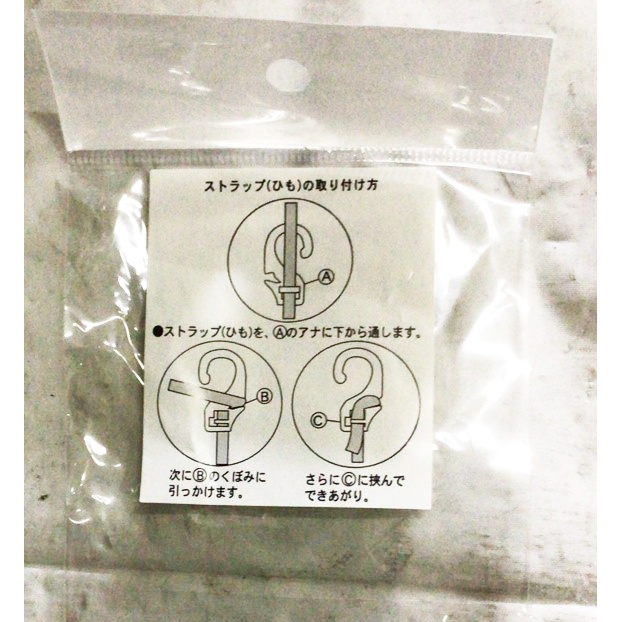 ストラップ(ひも)の取り付け方
Ⓐ
●ストラップ(ひも)を、Ⓐのアナに下から通します。
Ⓑ
Ⓒ
次にⒷのくぼみに
引っかけます。
さらにⒸに挟んで
できあがり。